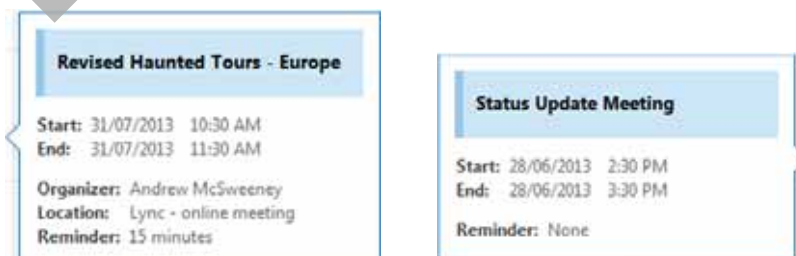 Revised Haunted Tours - Europe
Start: 31/07/2013 10:30 AM
End: 31/07/2013 11:30 AM
Organizer: Andrew McSweeney
Location: Lync - online meeting
Reminder: 15 minutes
Status Update Meeting
Start: 28/06/2013 2:30 PM
End: 28/06/2013 3:30 PM
Reminder: None